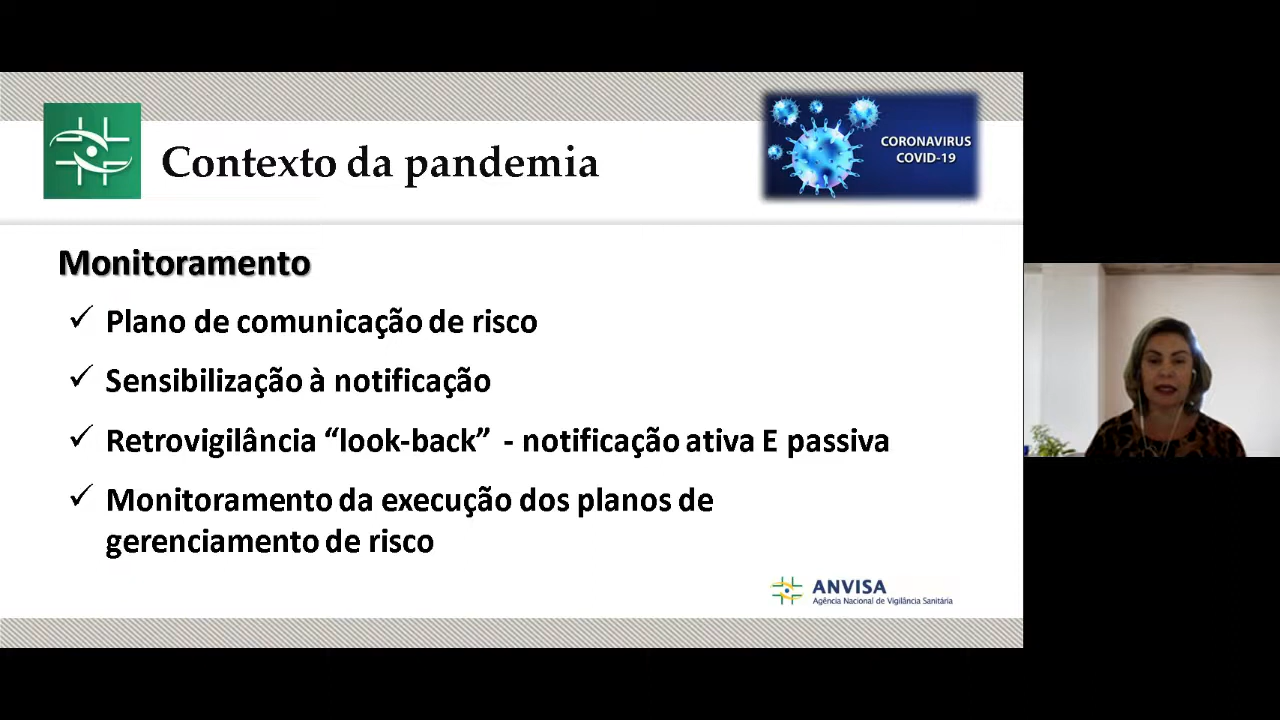 Contexto da pandemia
CORONAVIRUS
COVID-19
Monitoramento
✓ Plano de comunicação de risco
✓ Sensibilização à notificação
✓ Retrovigilância “look-back” - notificação ativa E passiva
✓ Monitoramento da execução dos planos de
gerenciamento de risco
ANVISA
Agência Nacional de Vigilância Sanitária